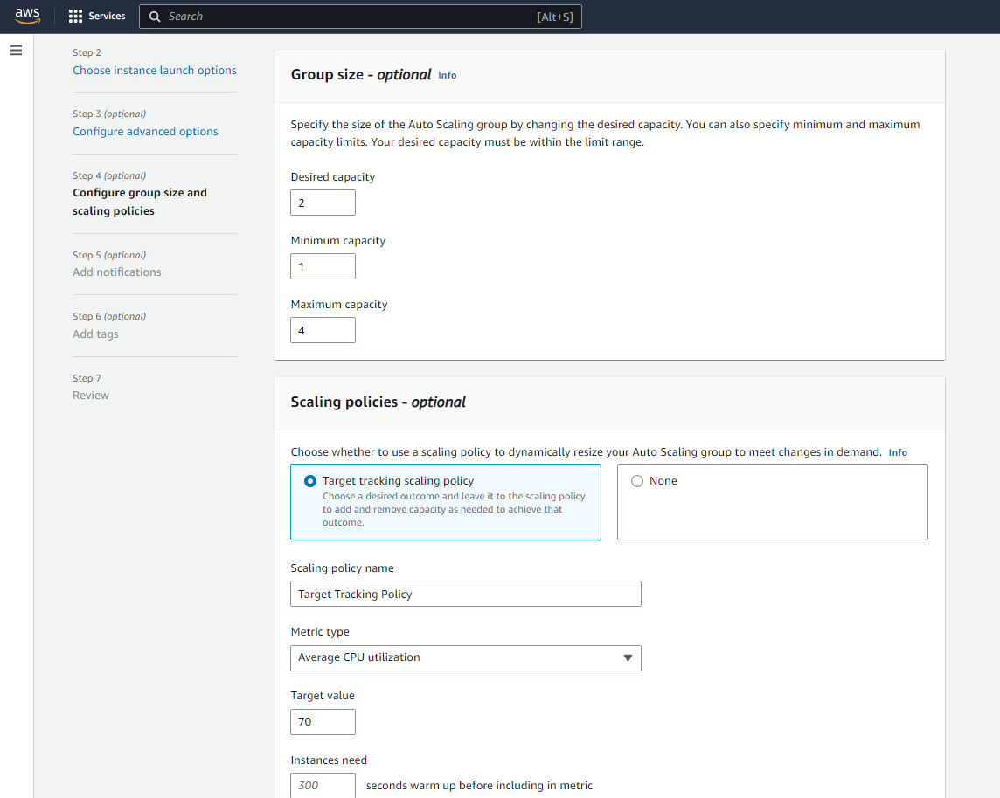 aws
Services
Search
[Alt+S]
Step 2
Choose instance launch options
Step 3 (optional)
Configure advanced options
Step 4 (optional)
Configure group size and
scaling policies
Step 5 (optional)
Add notifications
Step 6 (optional)
Add tags
Step 7
Review
Group size - optional Info
Specify the size of the Auto Scaling group by changing the desired capacity. You can also specify minimum and maximum
capacity limits. Your desired capacity must be within the limit range.
Desired capacity
2
Minimum capacity
1
Maximum capacity
4
Scaling policies - optional
Choose whether to use a scaling policy to dynamically resize your Auto Scaling group to meet changes in demand. Info
Target tracking scaling policy
Choose a desired outcome and leave it to the scaling policy
to add and remove capacity as needed to achieve that
outcome.
None
Scaling policy name
Target Tracking Policy
Metric type
Average CPU utilization
Target value
70
Instances need
300 seconds warm up before including in metric